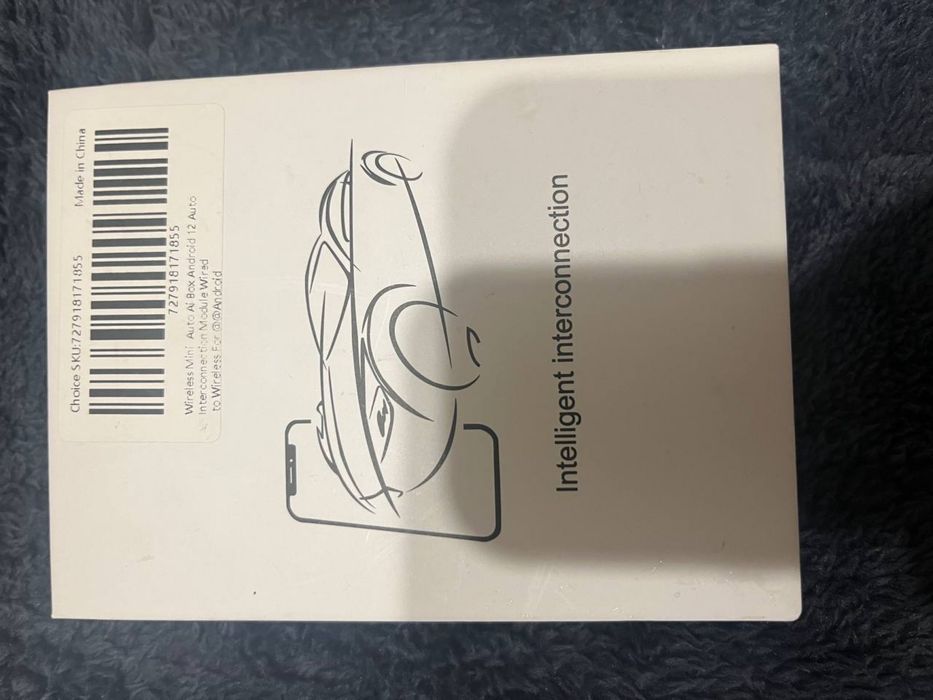 Choice SKU:727918171855 Made in China
727918171855
Wireless Mini Auto Ai Box Android 12 Auto
Interconnection Module Wired
to Wireless For @@Android
Intelligent interconnection